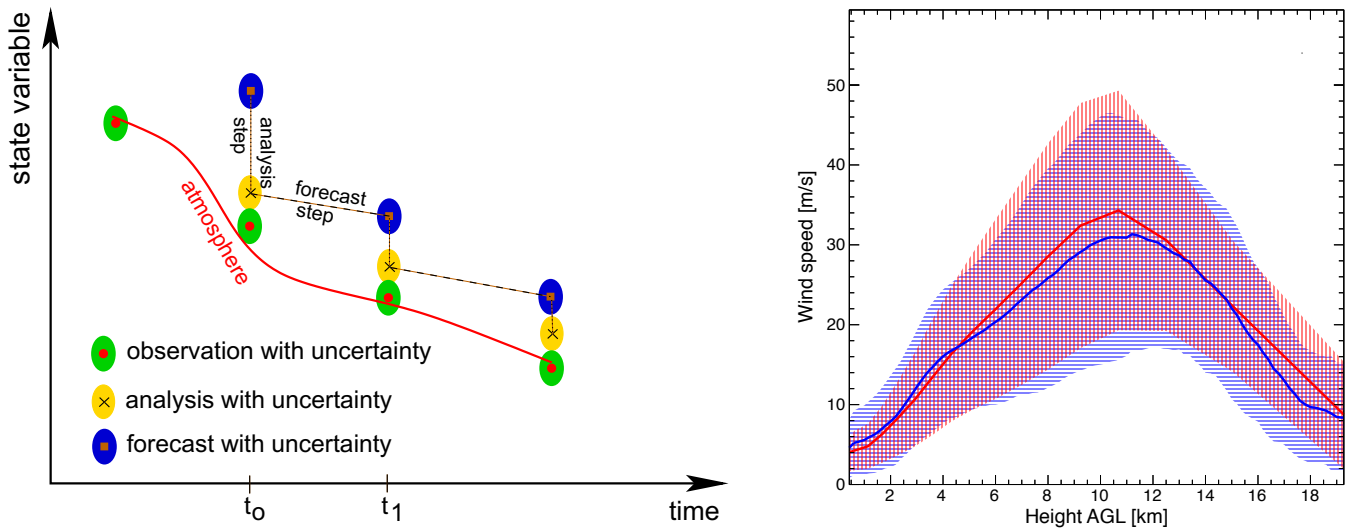 state variable
analysis
step
forecast
step
atmosphere
observation with uncertainty
analysis with uncertainty
forecast with uncertainty
to
t1
time
Wind speed [m/s]
50
40
30
20
10
0
2 4 6 8 10 12 14 16 18
Height AGL [km]